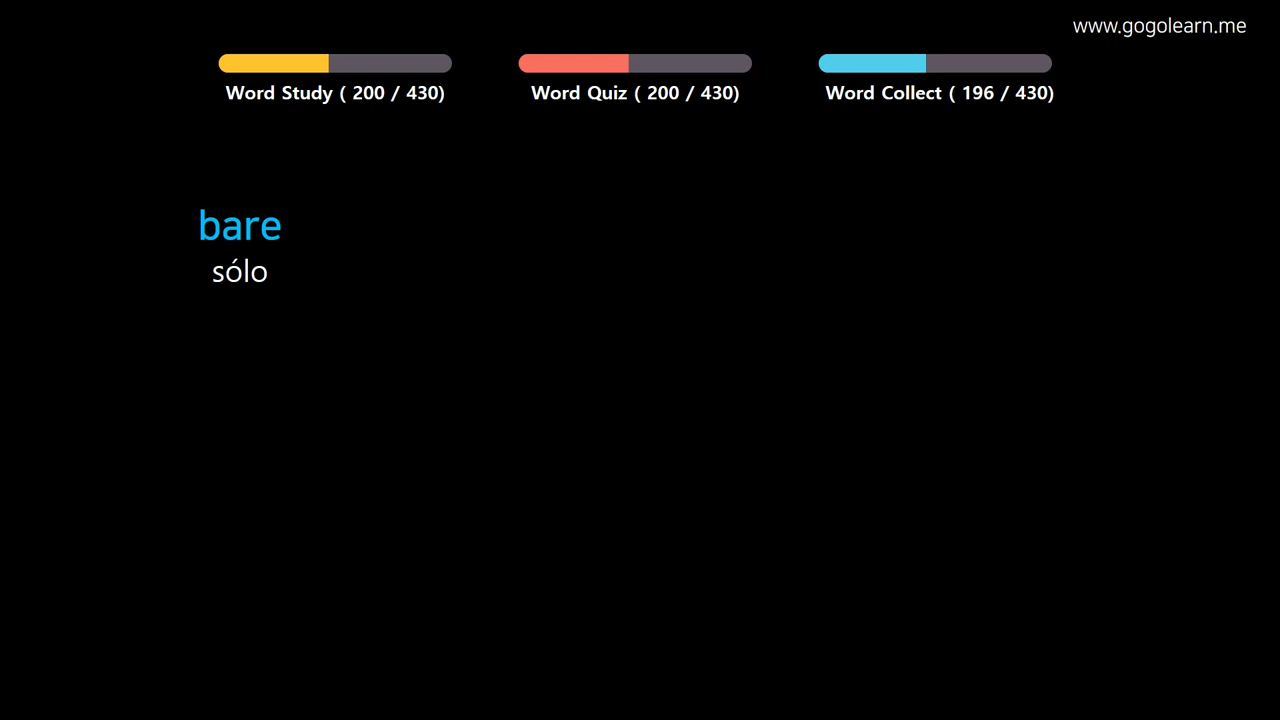 www.gogolearn.me
Word Study ( 200 / 430)
Word Quiz ( 200 / 430)
Word Collect ( 196 / 430)
bare
sólo